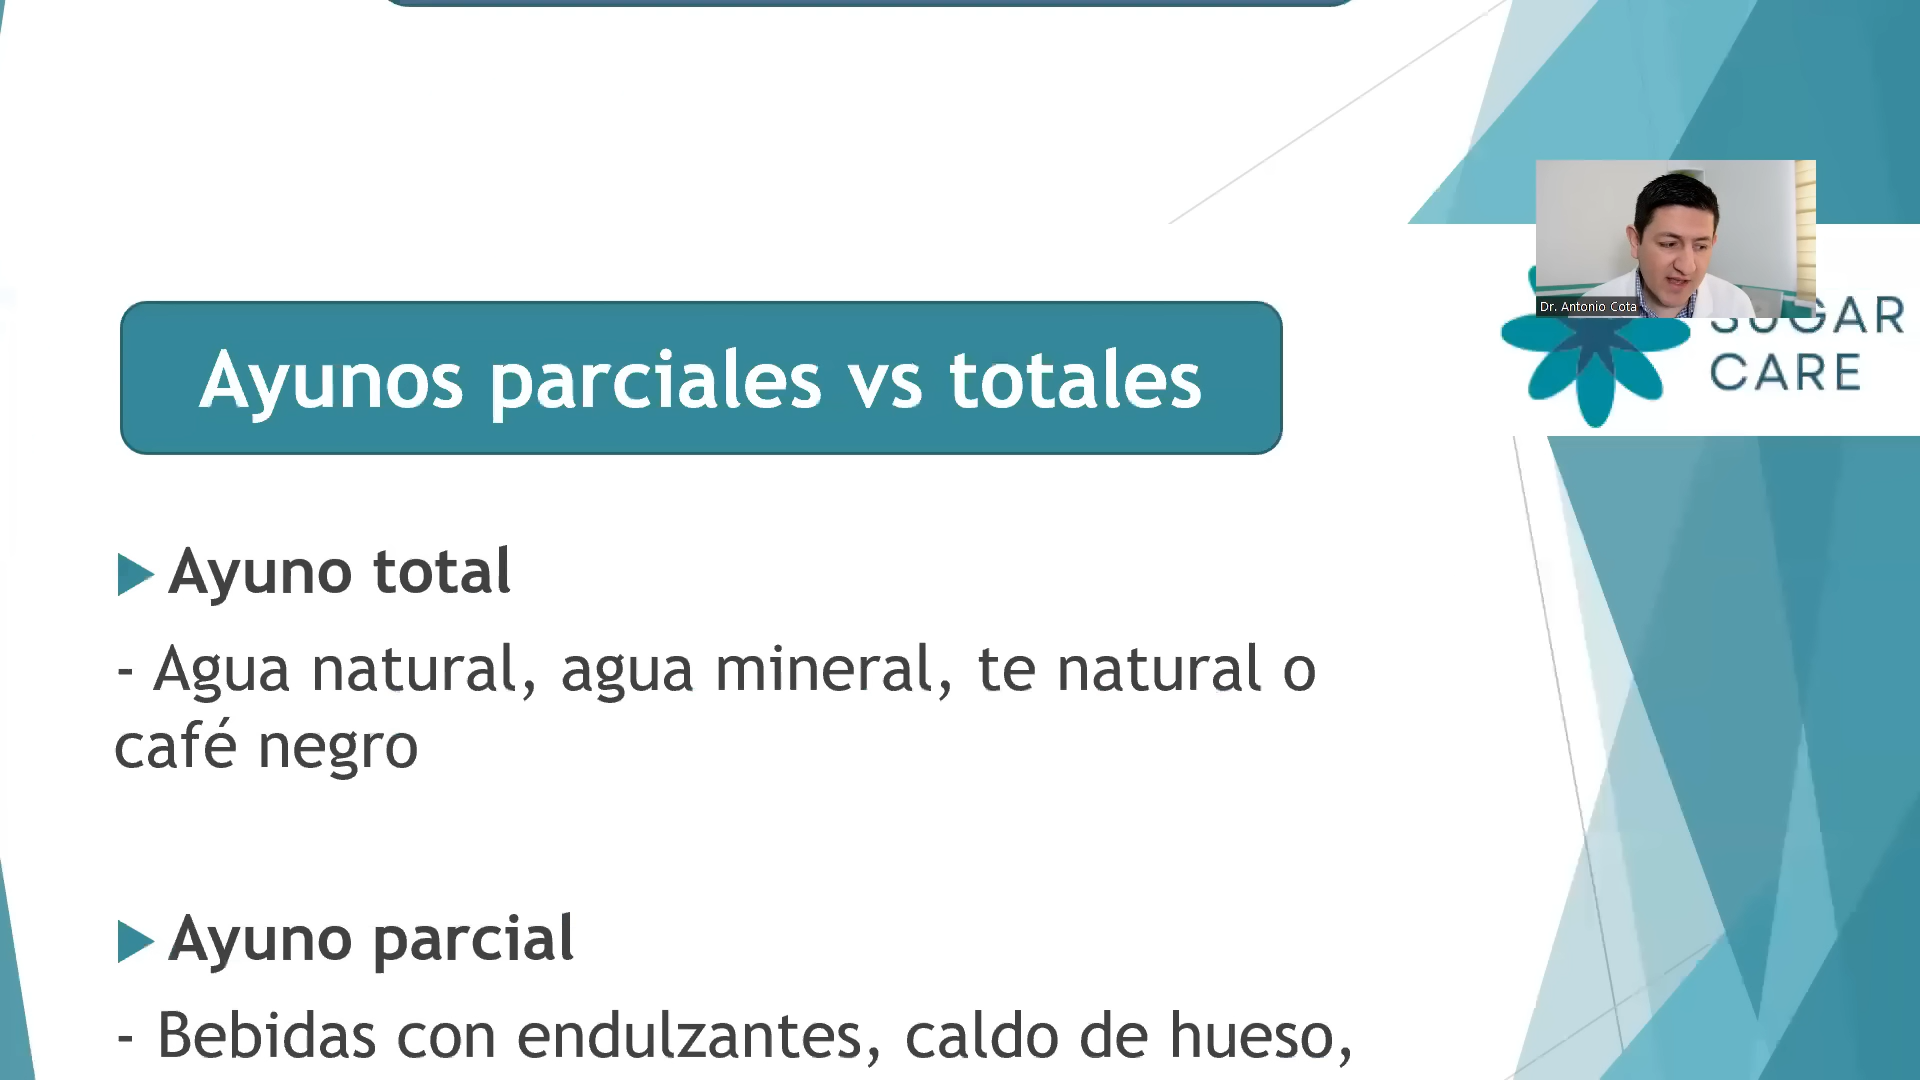 Dr. Antonio Cota
SUGAR
CARE
Ayunos parciales vs totales
Ayuno total
- Agua natural, agua mineral, te natural o
café negro
Ayuno parcial
- Bebidas con endulzantes, caldo de hueso,